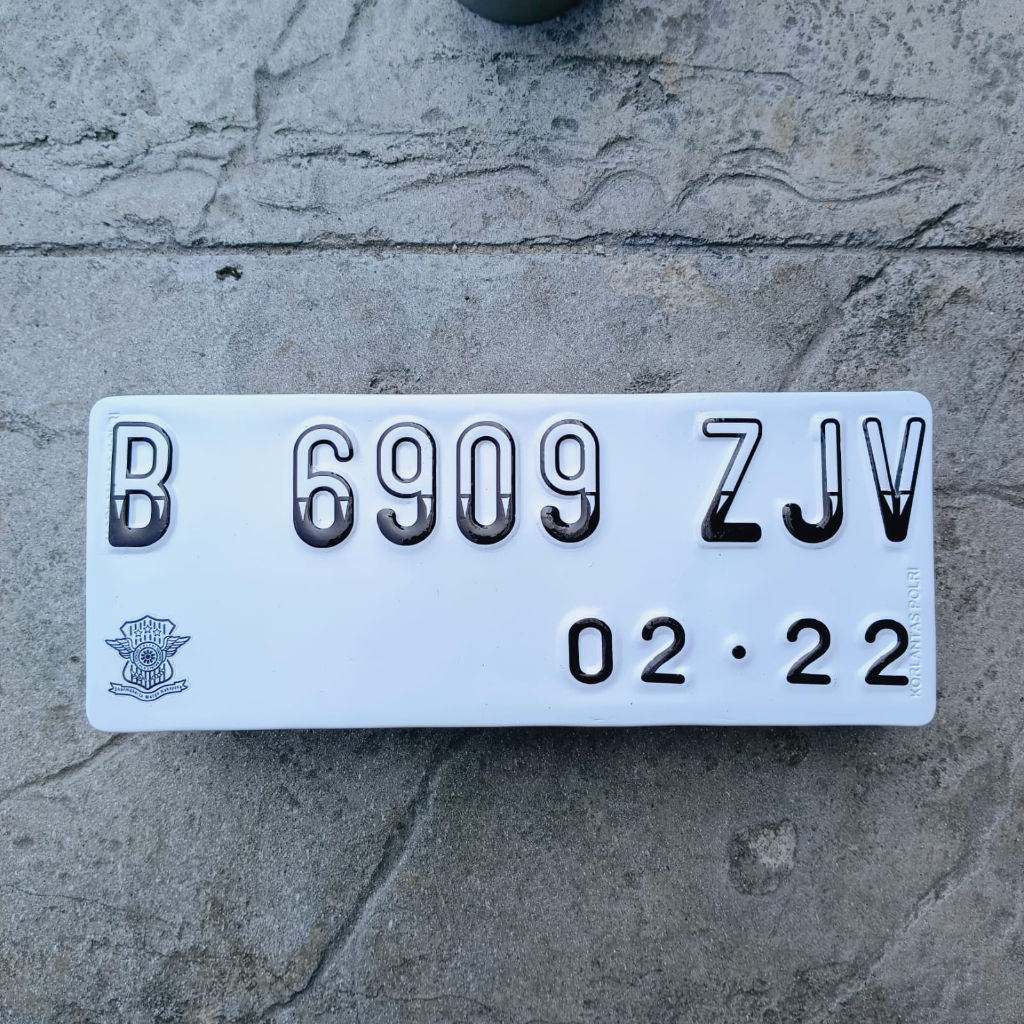 B 6909 ZJV
02·22
KORLANTAS POLRI